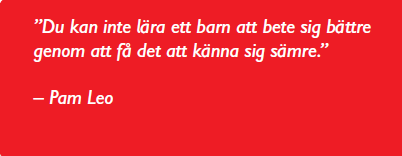 ”Du kan inte lära ett barn att bete sig bättre
genom att få det att känna sig sämre.”
– Pam Leo